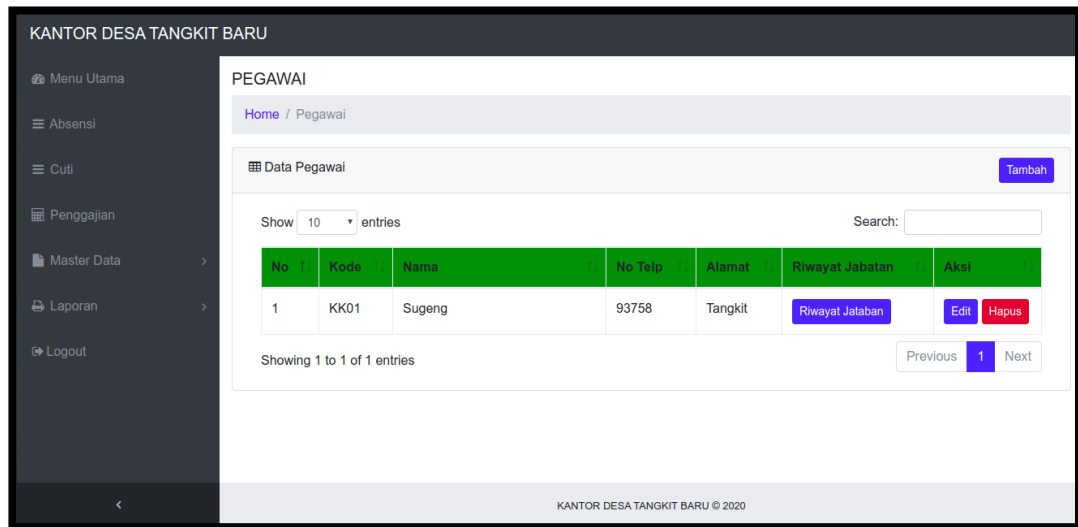 KANTOR DESA TANGKIT BARU
Menu Utama
Absensi
Cuti
Penggajian
Master Data
Laporan
Logout
PEGAWAI
Home / Pegawai
Data Pegawai Tambah
Show 10 entries Search:
No Kode Nama No Telp Alamat Riwayat Jabatan Aksi
1 KK01 Sugeng 93758 Tangkit Riwayat Jataban Edit Hapus
Showing 1 to 1 of 1 entries Previous 1 Next
KANTOR DESA TANGKIT BARU © 2020